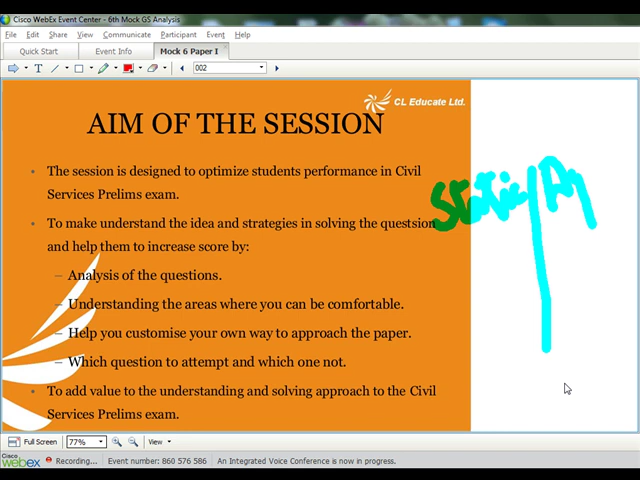 Cisco WebEx Event Center - 6th Mock GS Analysis
File Edit Share View Communicate Participant Event Help
Quick Start Event Info Mock 6 Paper I
T 002
CL Educate Ltd.
AIM OF THE SESSION
• The session is designed to optimize students performance in Civil
Services Prelims exam.
• To make understand the idea and strategies in solving the questsion
and help them to increase score by:
– Analysis of the questions.
– Understanding the areas where you can be comfortable.
– Help you customise your own way to approach the paper.
– Which question to attempt and which one not.
• To add value to the understanding and solving approach to the Civil
Services Prelims exam.
Full Screen 77% View
Cisco
webex Recording... Event number: 860 576 586 An Integrated Voice Conference is now in progress.